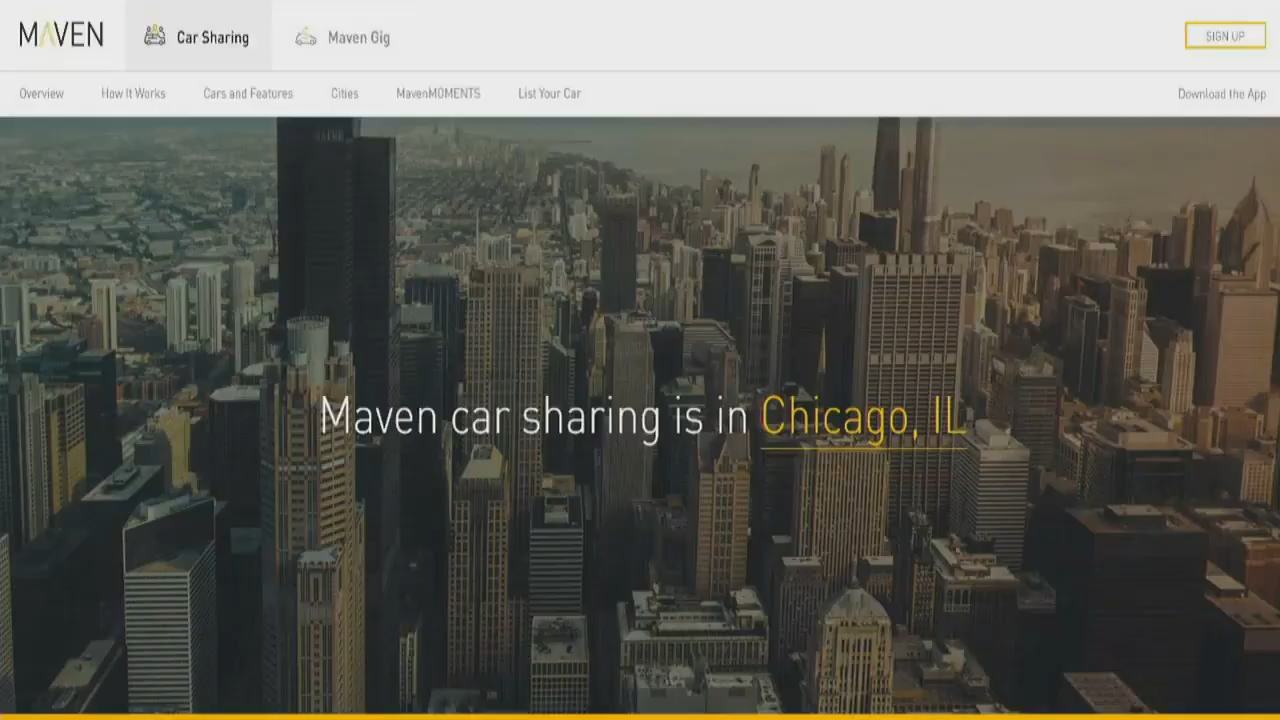 MAVEN Car Sharing Maven Gig SIGN UP
Overview How It Works Cars and Features Cities MavenMOMENTS List Your Car Download the App
Maven car sharing is in Chicago, IL